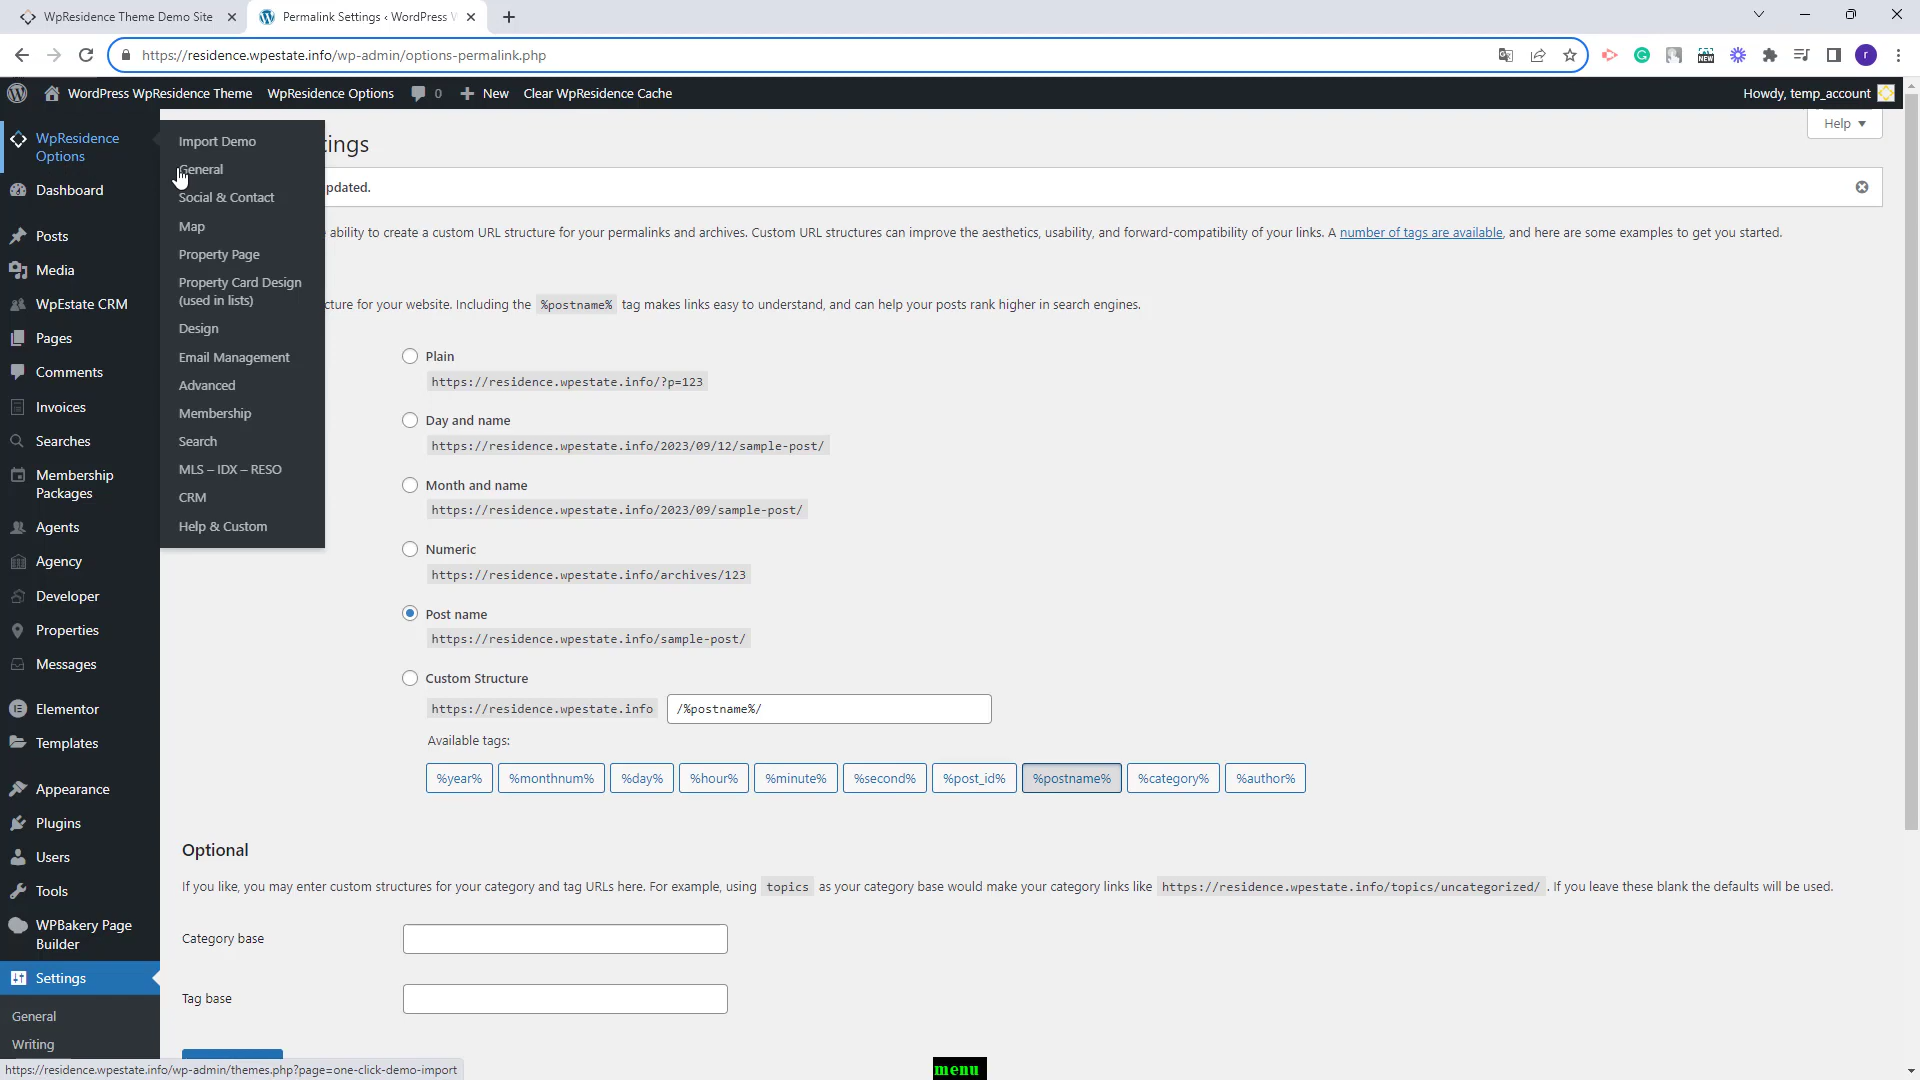 WpResidence Theme Demo Site
Permalink Settings ‹ WordPress W
https://residence.wpestate.info/wp-admin/options-permalink.php
NEW
r
WordPress WpResidence Theme
WpResidence Options
0
New
Clear WpResidence Cache
Howdy, temp_account
Help
WpResidence
Options
Dashboard
Posts
Media
WpEstate CRM
Pages
Comments
Invoices
Searches
Membership
Packages
Agents
Agency
Developer
Properties
Messages
Elementor
Templates
Appearance
Plugins
Users
Tools
WPBakery Page
Builder
Settings
General
Writing
Import Demo
General
Social & Contact
Map
Property Page
Property Card Design
(used in lists)
Design
Email Management
Advanced
Membership
Search
MLS – IDX – RESO
CRM
Help & Custom
tings
pdated.
ability to create a custom URL structure for your permalinks and archives. Custom URL structures can improve the aesthetics, usability, and forward-compatibility of your links. A number of tags are available, and here are some examples to get you started.
cture for your website. Including the %postname% tag makes links easy to understand, and can help your posts rank higher in search engines.
Plain
https://residence.wpestate.info/?p=123
Day and name
https://residence.wpestate.info/2023/09/12/sample-post/
Month and name
https://residence.wpestate.info/2023/09/sample-post/
Numeric
https://residence.wpestate.info/archives/123
Post name
https://residence.wpestate.info/sample-post/
Custom Structure
https://residence.wpestate.info /%postname%/
Available tags:
%year% %monthnum% %day% %hour% %minute% %second% %post_id% %postname% %category% %author%
Optional
If you like, you may enter custom structures for your category and tag URLs here. For example, using topics as your category base would make your category links like https://residence.wpestate.info/topics/uncategorized/ . If you leave these blank the defaults will be used.
Category base
Tag base
https://residence.wpestate.info/wp-admin/themes.php?page=one-click-demo-import
menu